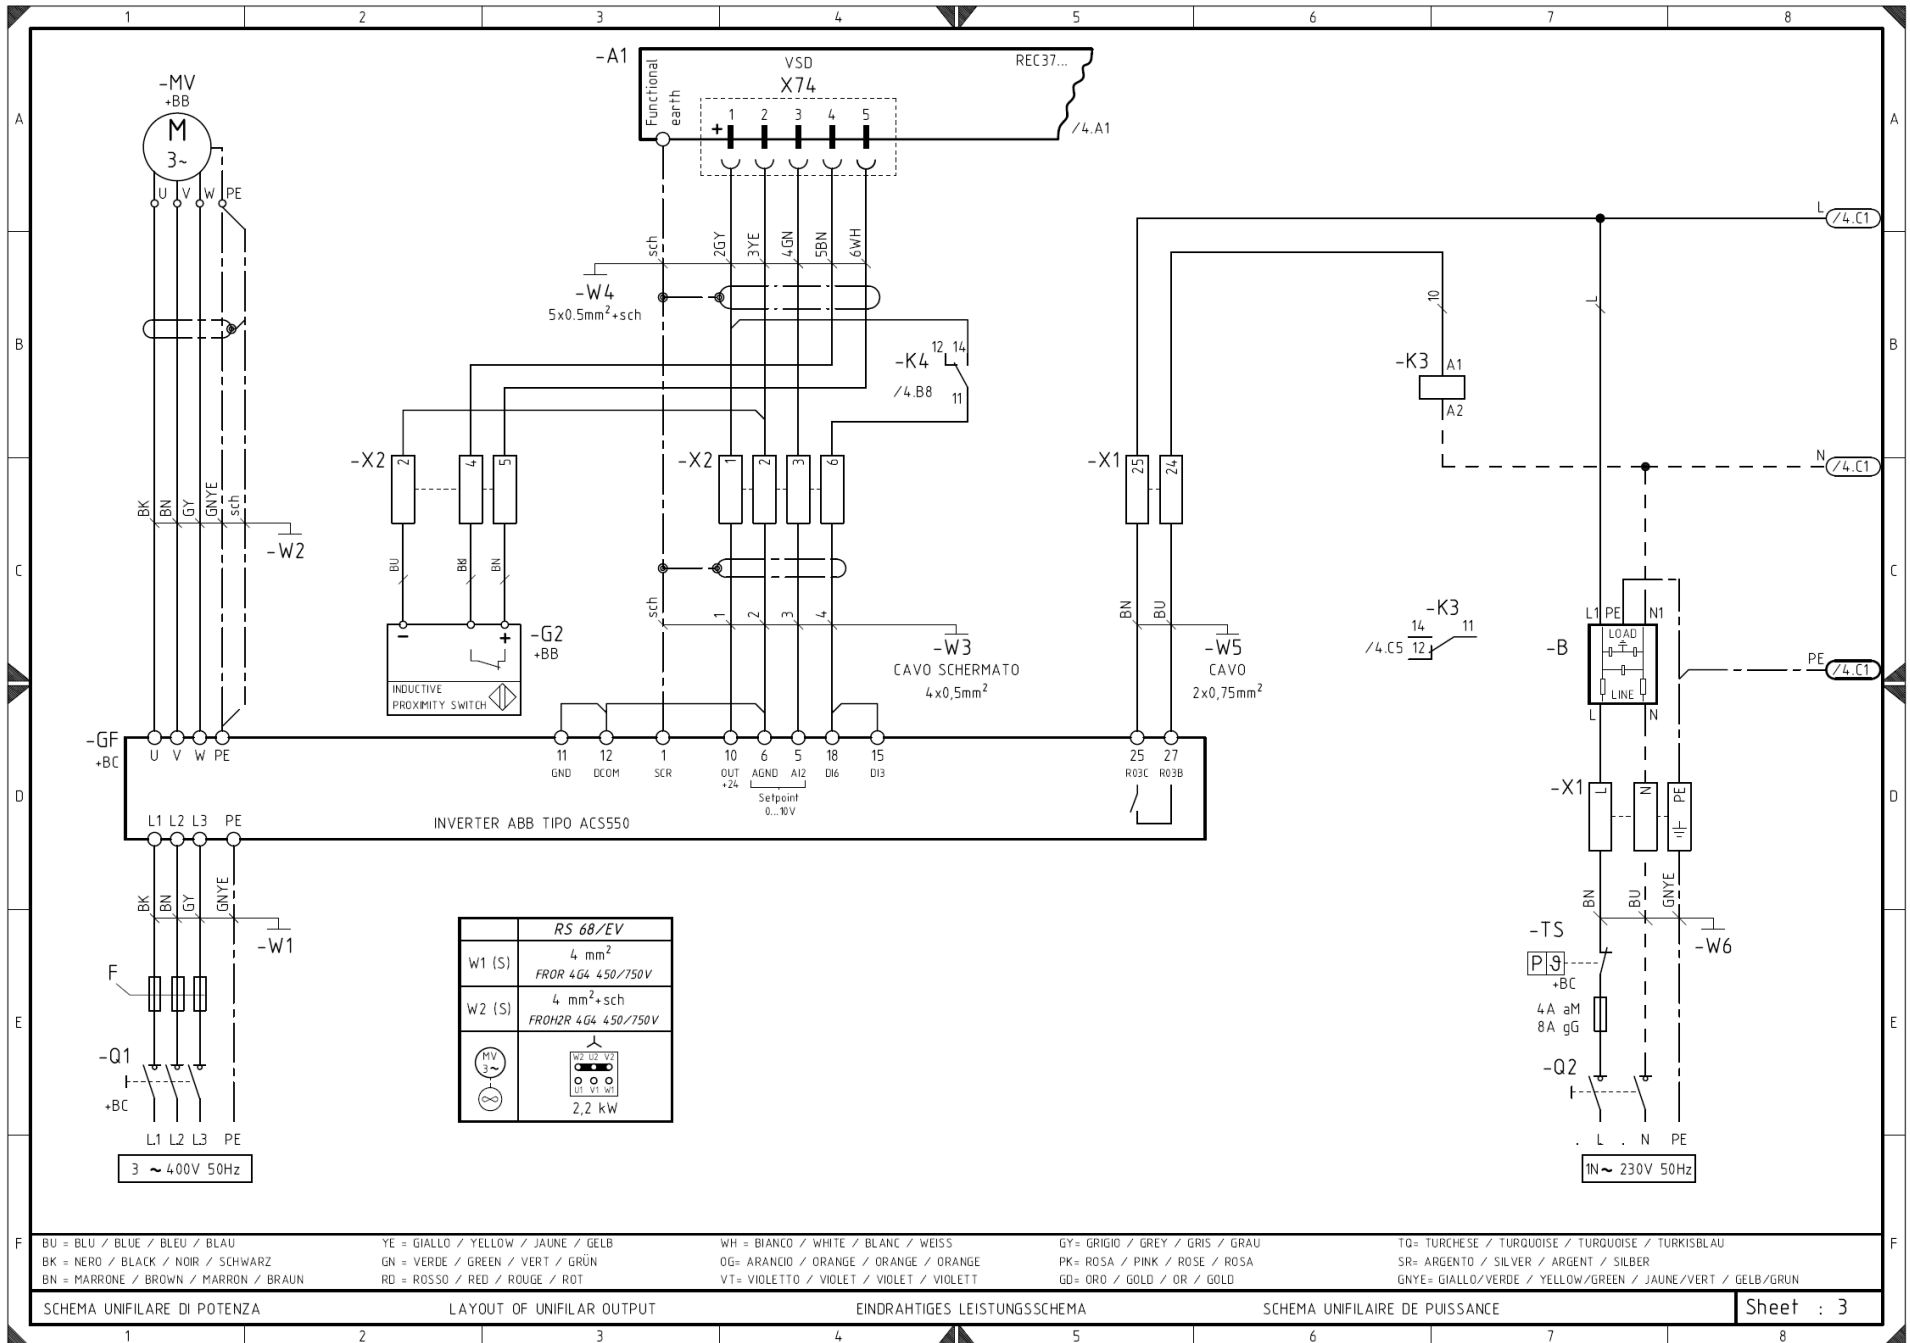 1 2 3 4 5 6 7 8
A
B
C
D
E
F
A
B
C
D
E
F
-MV
+BB
M
3~
U V W PE
BK BN GY GNYE sch
-W2
-A1
Functional
earth
VSD
X74
REC37...
+ 1 2 3 4 5
/4.A1
sch 2GY 3YE 4GN 5BN 6WH
-W4
5x0.5mm²+sch
-K4 12 14
/4.B8 11
-X2 2 4 5
-X2 1 2 3 6
-X1 25 24
BU BN
- +
-G2
+BB
INDUCTIVE
PROXIMITY SWITCH
sch 1 2 3 4
-W3
CAVO SCHERMATO
4x0,5mm²
BN BU
-W5
CAVO
2x0,75mm²
10
-K3 A1
A2
L /4.C1
N /4.C1
PE /4.C1
L
-K3
14 11
/4.C5 12
L1 PE N1
-B
LOAD
LINE
L N
-GF
+BC
U V W PE
11 12 1 10 6 5 18 15 25 27
GND DCOM SCR OUT AGND AI2 DI6 DI3 R03C R03B
+24
Setpoint
0...10V
L1 L2 L3 PE
INVERTER ABB TIPO ACS550
-X1 L N PE
BK BN GY GNYE
-W1
F
-Q1
+BC
L1 L2 L3 PE
3 ~ 400V 50Hz
RS 68/EV
W1 (S) 4 mm²
FROR 4G4 450/750V
W2 (S) 4 mm²+sch
FROH2R 4G4 450/750V
MV
3~
W2 U2 V2
U1 V1 W1
2,2 kW
BN BU GNYE
-W6
-TS
P ϑ
+BC
4A aM
8A gG
-Q2
. L . N PE
1N~ 230V 50Hz
BU = BLU / BLUE / BLEU / BLAU
BK = NERO / BLACK / NOIR / SCHWARZ
BN = MARRONE / BROWN / MARRON / BRAUN
YE = GIALLO / YELLOW / JAUNE / GELB
GN = VERDE / GREEN / VERT / GRÜN
RD = ROSSO / RED / ROUGE / ROT
WH = BIANCO / WHITE / BLANC / WEISS
OG= ARANCIO / ORANGE / ORANGE / ORANGE
VT= VIOLETTO / VIOLET / VIOLET / VIOLETT
GY= GRIGIO / GREY / GRIS / GRAU
PK= ROSA / PINK / ROSE / ROSA
GD= ORO / GOLD / OR / GOLD
TQ= TURCHESE / TURQUOISE / TURQUOISE / TURKISBLAU
SR= ARGENTO / SILVER / ARGENT / SILBER
GNYE= GIALLO/VERDE / YELLOW/GREEN / JAUNE/VERT / GELB/GRUN
SCHEMA UNIFILARE DI POTENZA
LAYOUT OF UNIFILAR OUTPUT
EINDRAHTIGES LEISTUNGSSCHEMA
SCHEMA UNIFILAIRE DE PUISSANCE
Sheet : 3
1 2 3 4 5 6 7 8